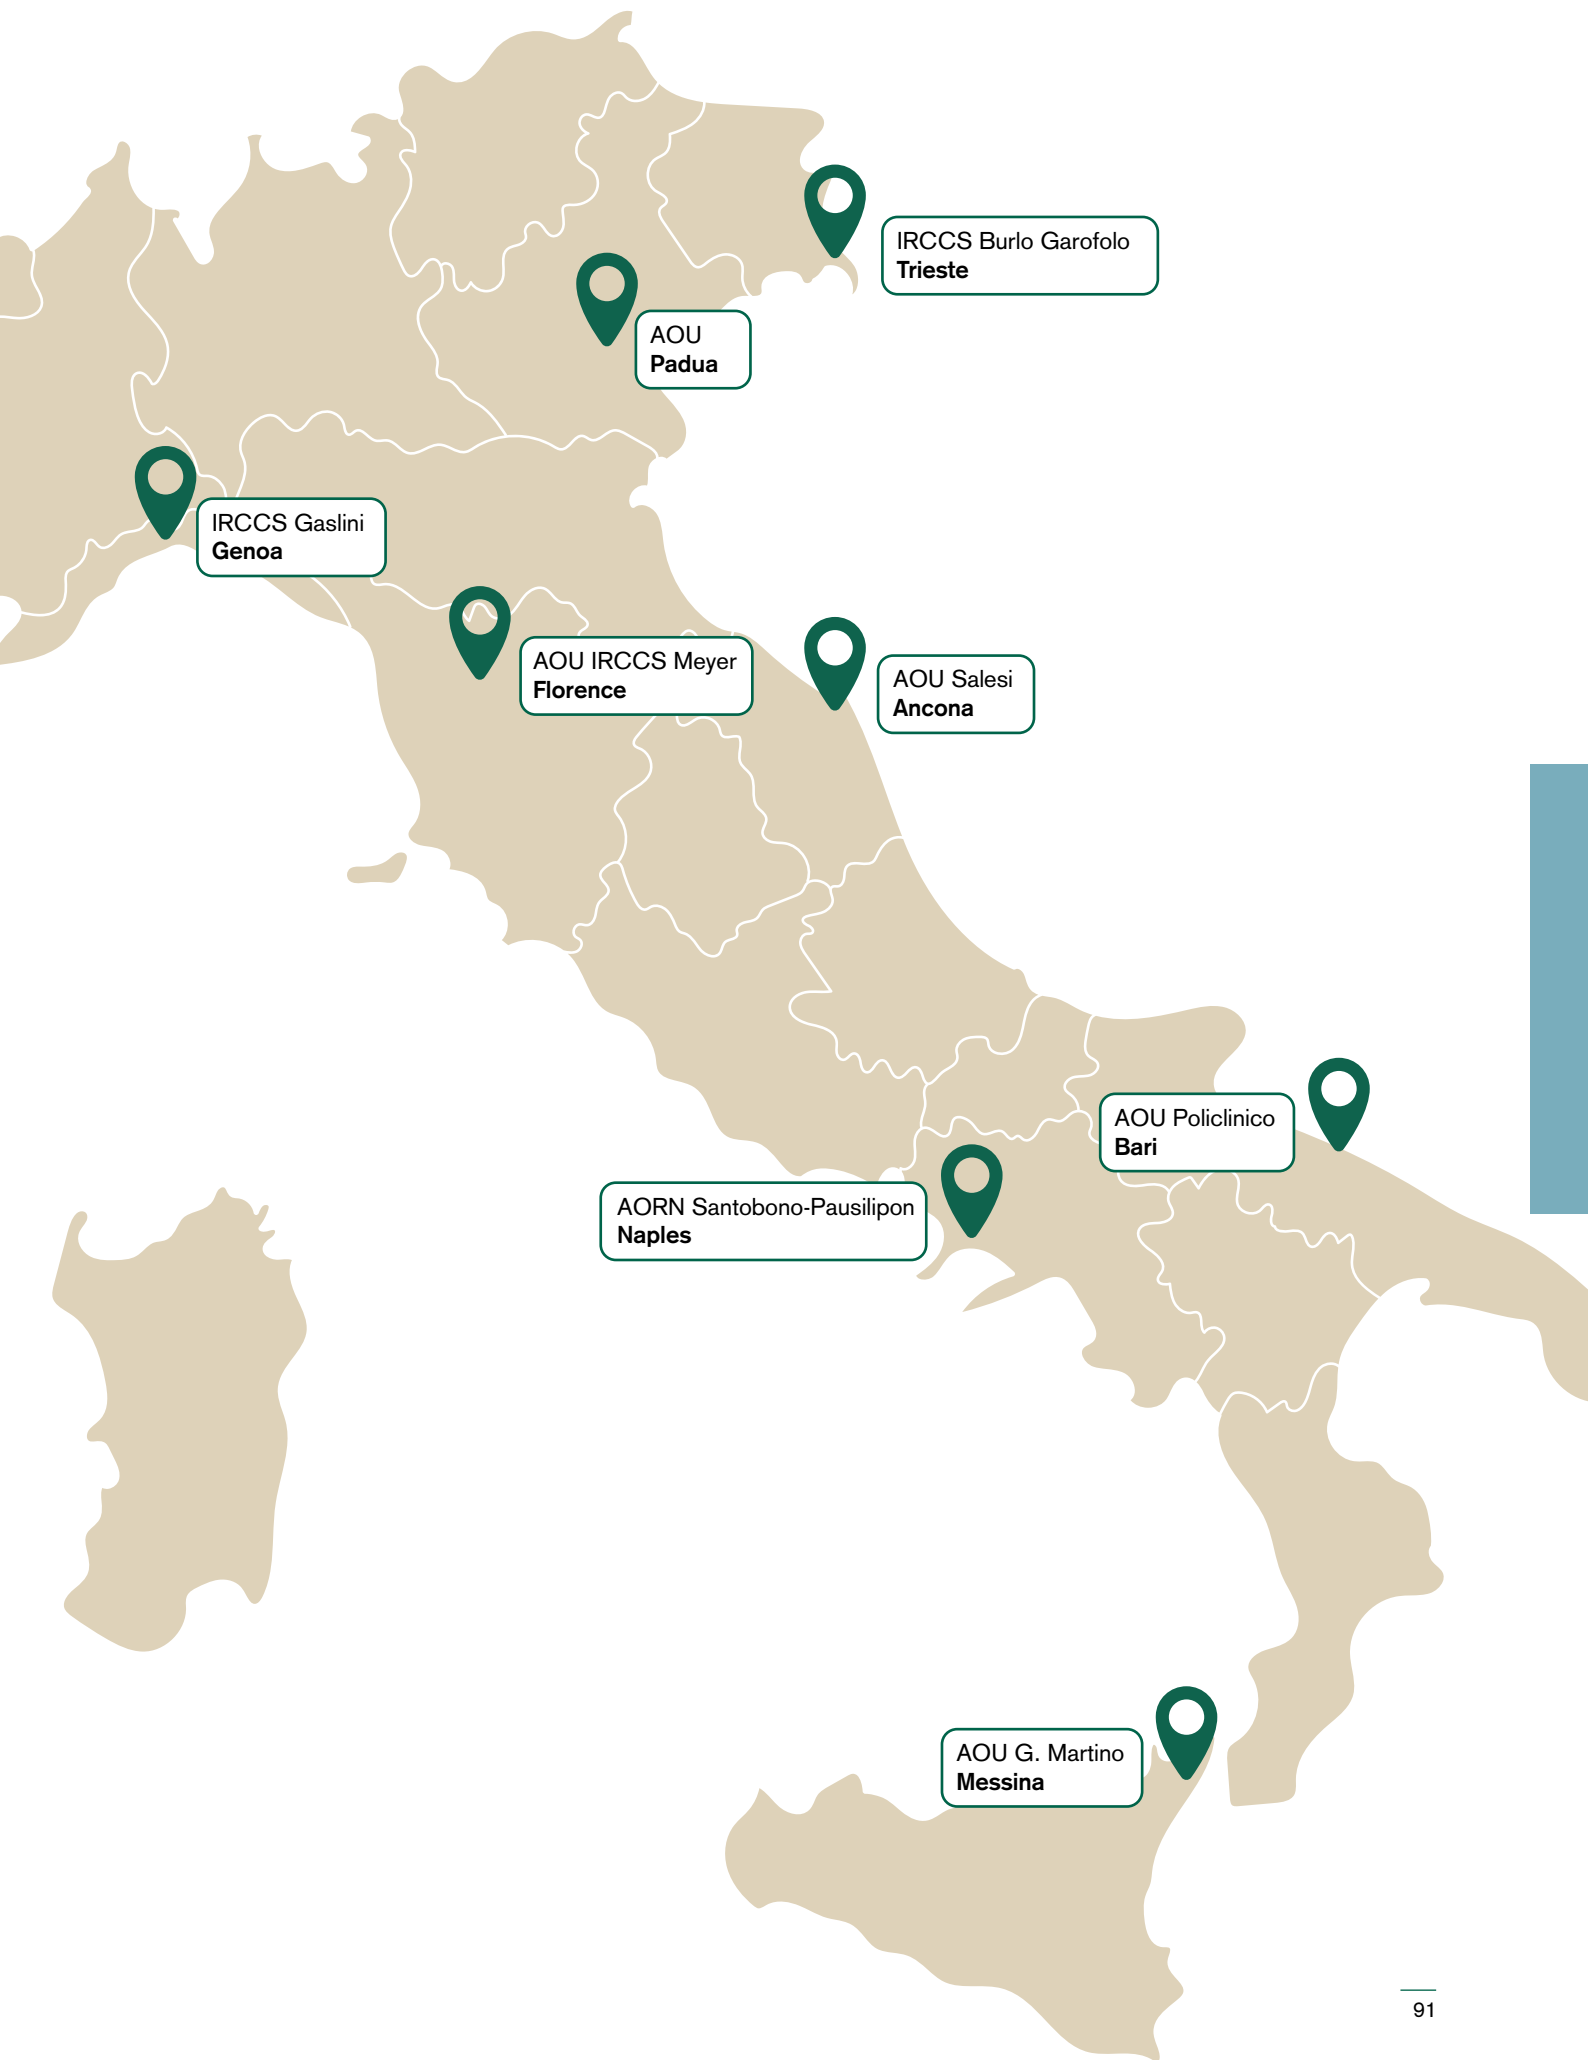 IRCCS Burlo Garofolo
Trieste
AOU
Padua
IRCCS Gaslini
Genoa
AOU IRCCS Meyer
Florence
AOU Salesi
Ancona
AOU Policlinico
Bari
AORN Santobono-Pausilipon
Naples
AOU G. Martino
Messina
91